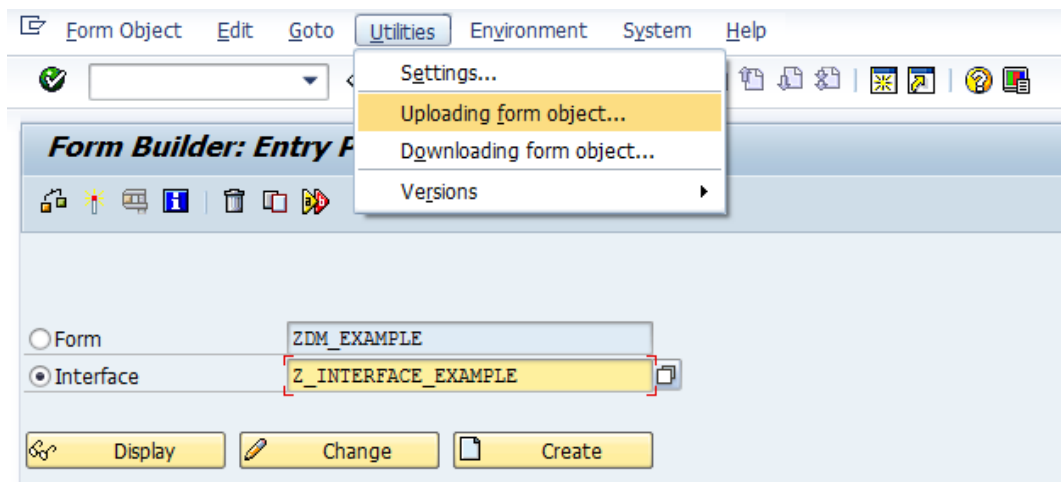 Form Object Edit Goto Utilities Environment System Help
Settings...
Uploading form object...
Form Builder: Entry P
Downloading form object...
Versions
Form ZDM_EXAMPLE
Interface Z_INTERFACE_EXAMPLE
Display Change Create